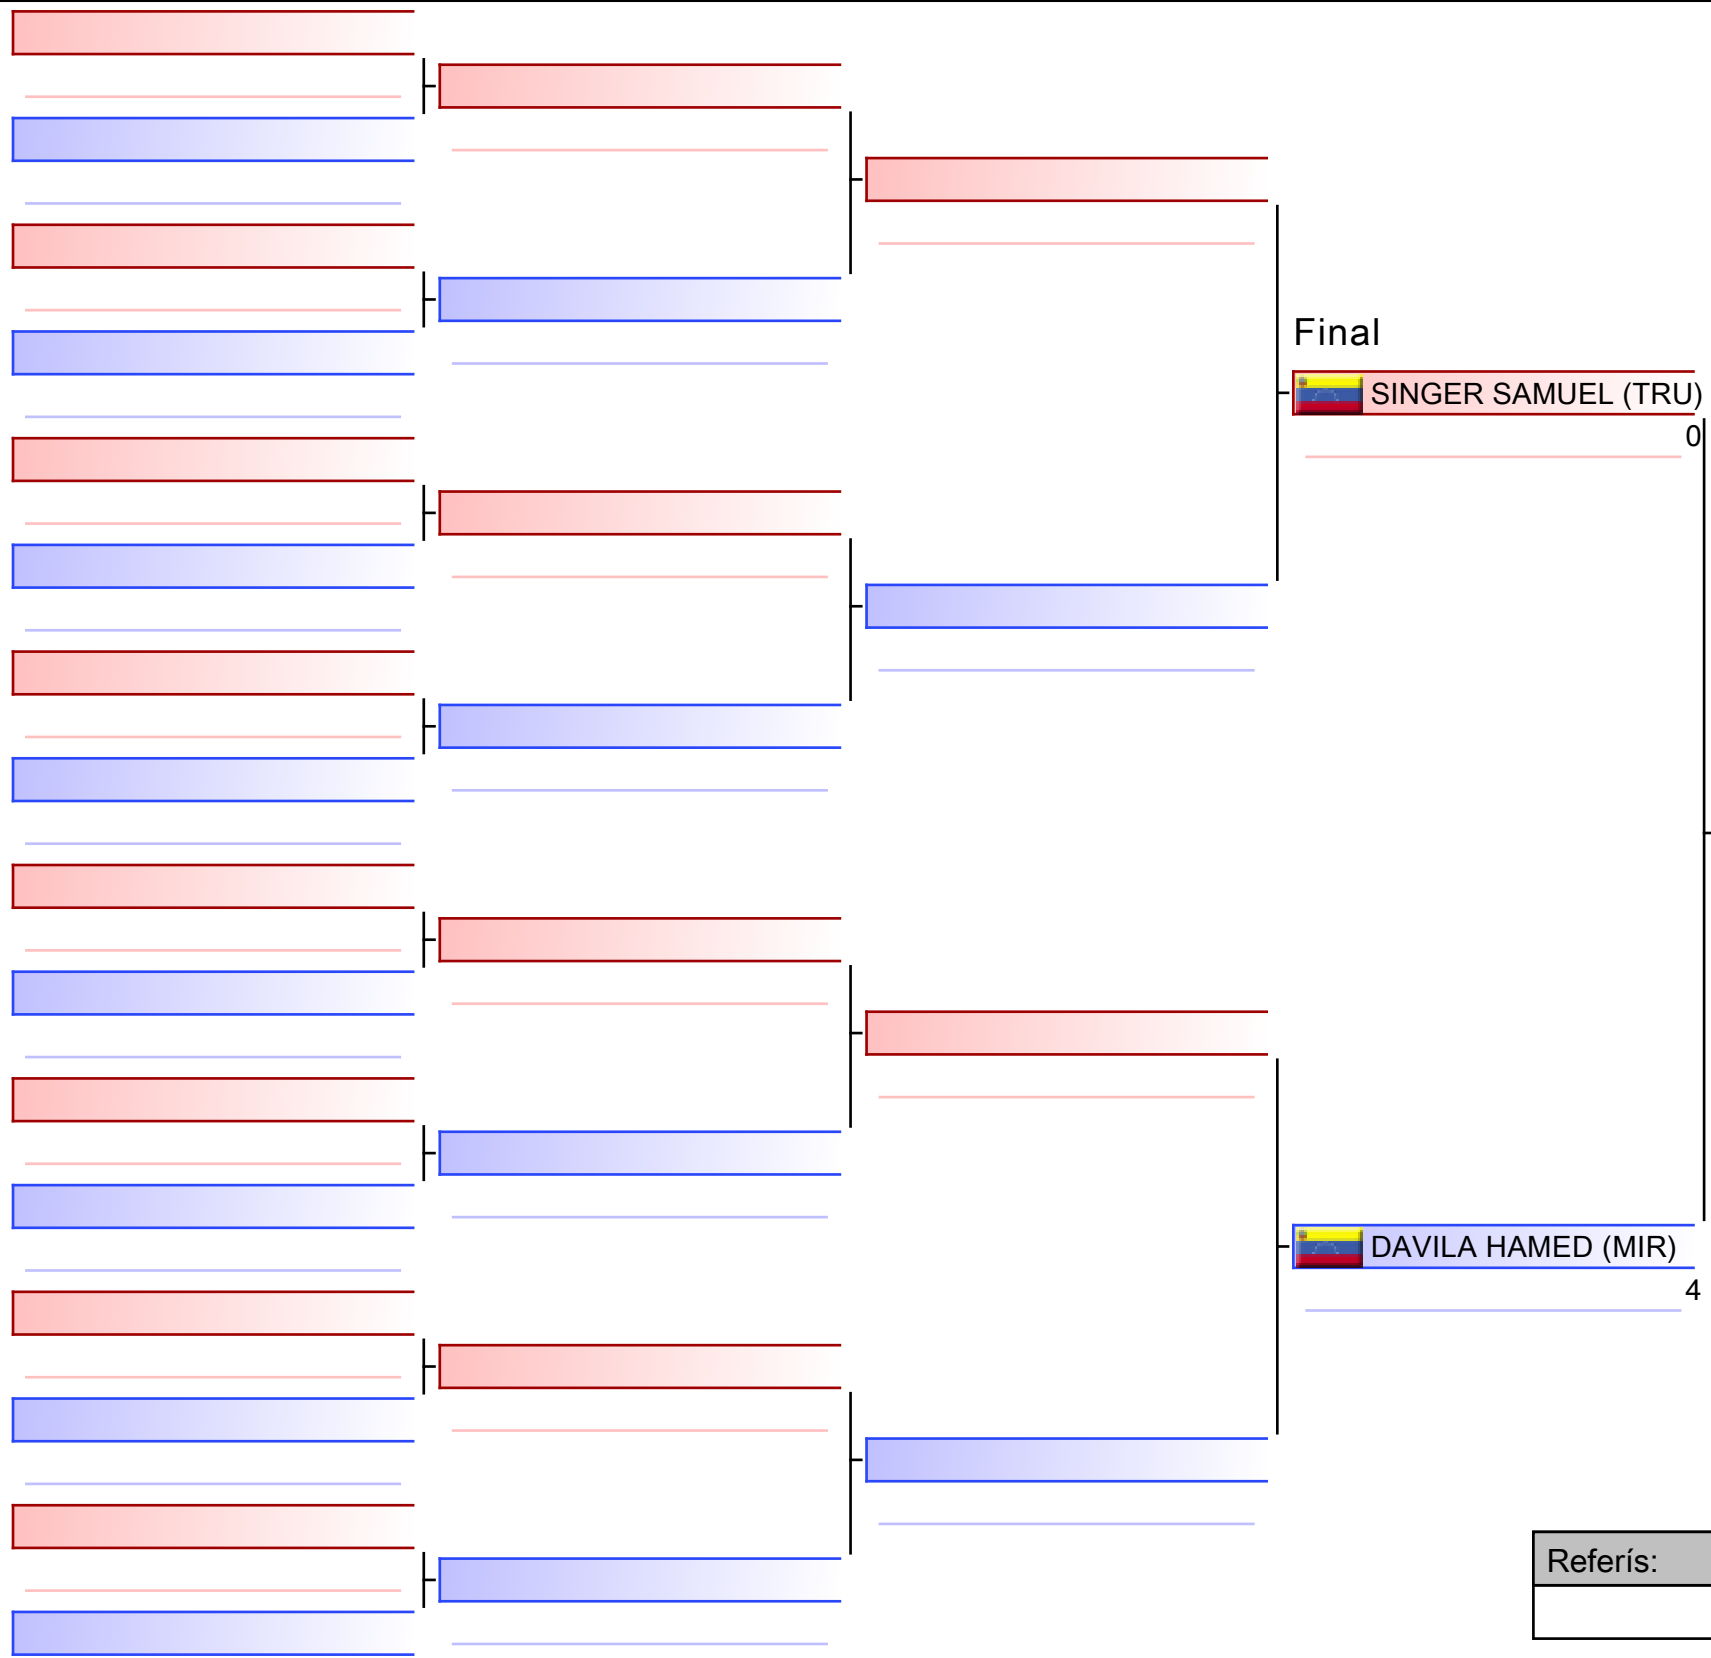 Final
SINGER SAMUEL (TRU)
0
DAVILA HAMED (MIR)
4
Referís: